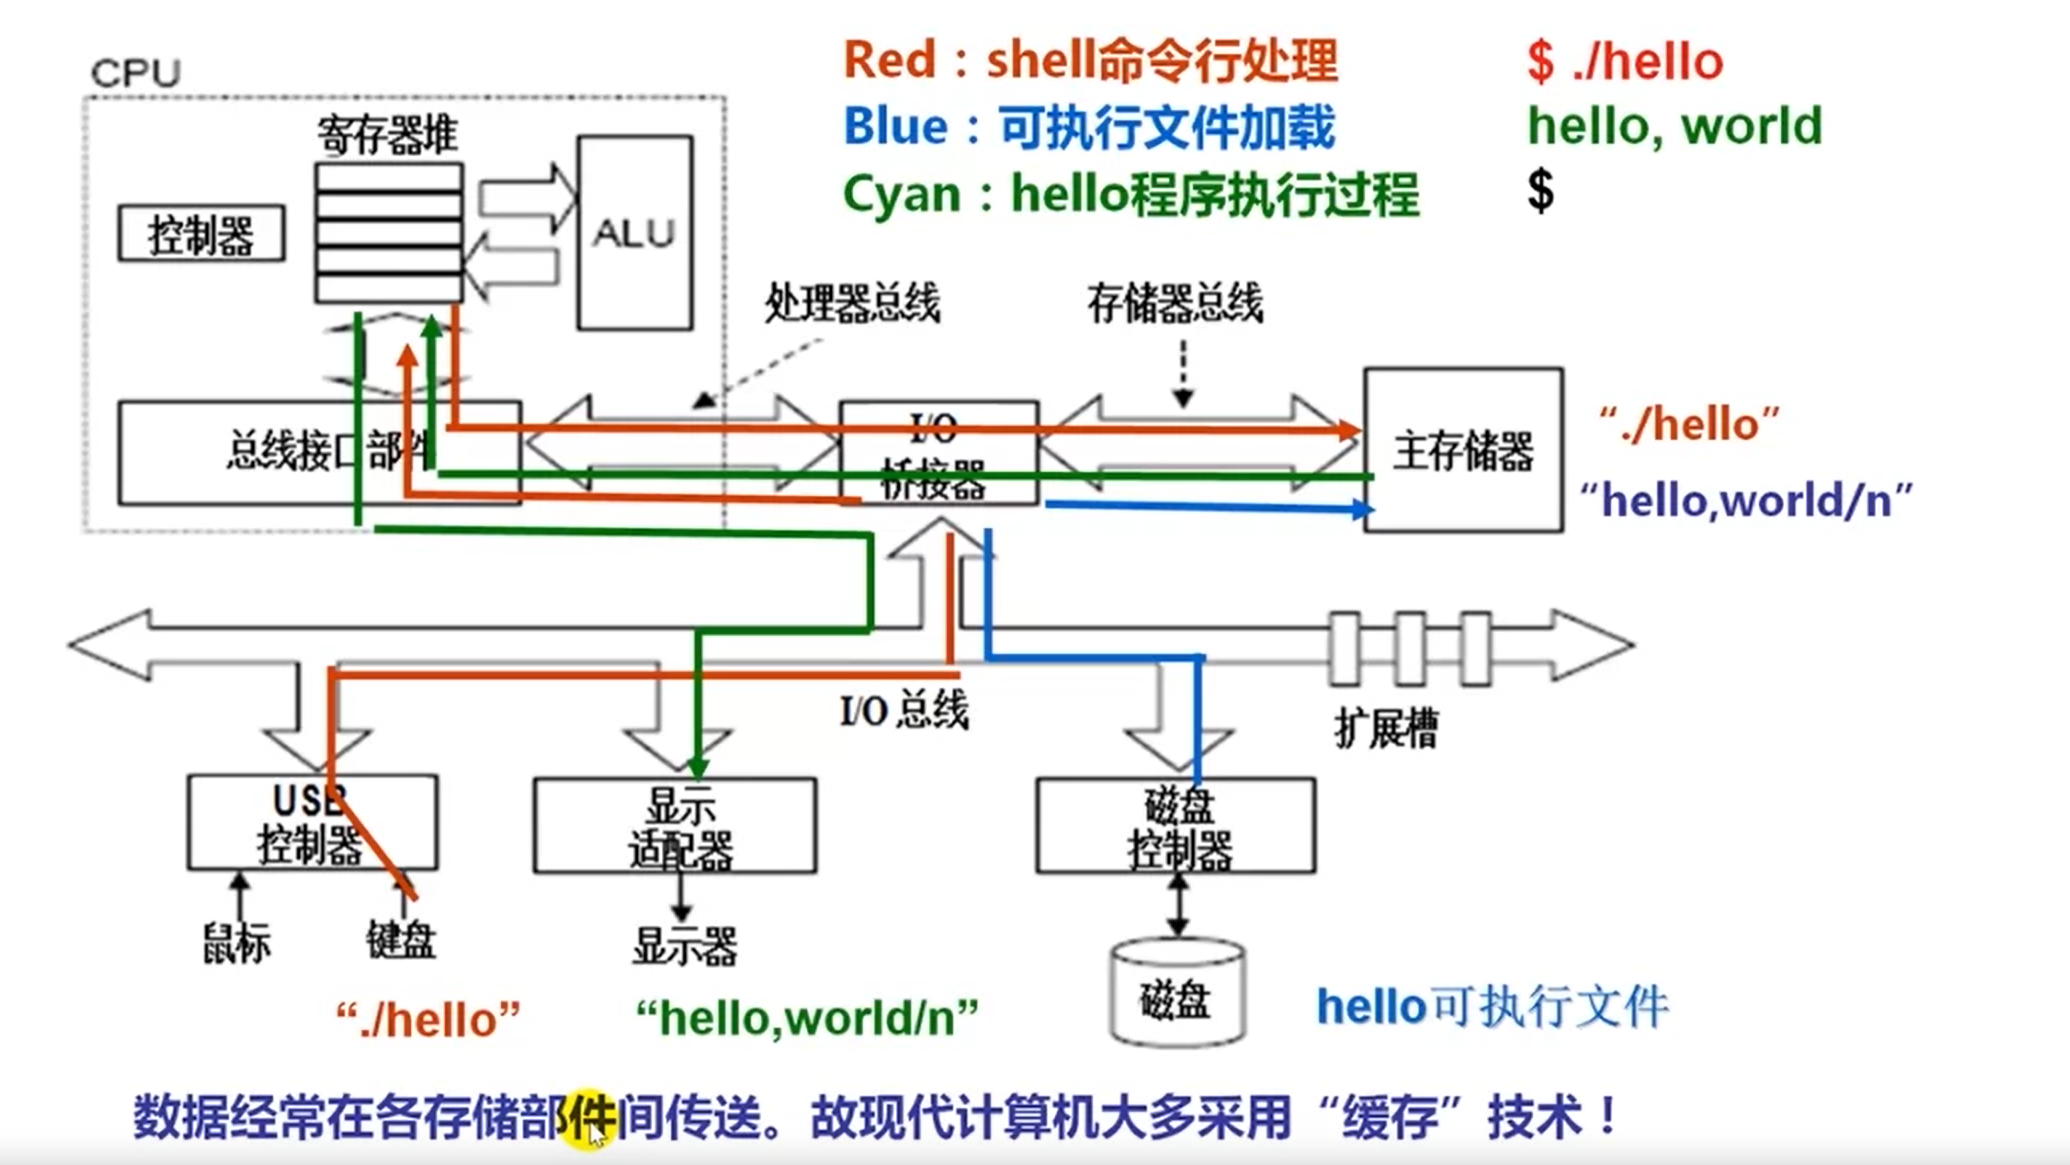 CPU
寄存器堆
控制器
ALU
Red：shell命令行处理
Blue：可执行文件加载
Cyan：hello程序执行过程
$ ./hello
hello, world
$
处理器总线
存储器总线
总线接口部件
I/O
桥接器
主存储器
“./hello”
“hello,world/n”
I/O 总线
扩展槽
USB
控制器
显示
适配器
磁盘
控制器
鼠标
键盘
显示器
磁盘
“./hello”
“hello,world/n”
hello可执行文件
数据经常在各存储部件间传送。故现代计算机大多采用“缓存”技术！